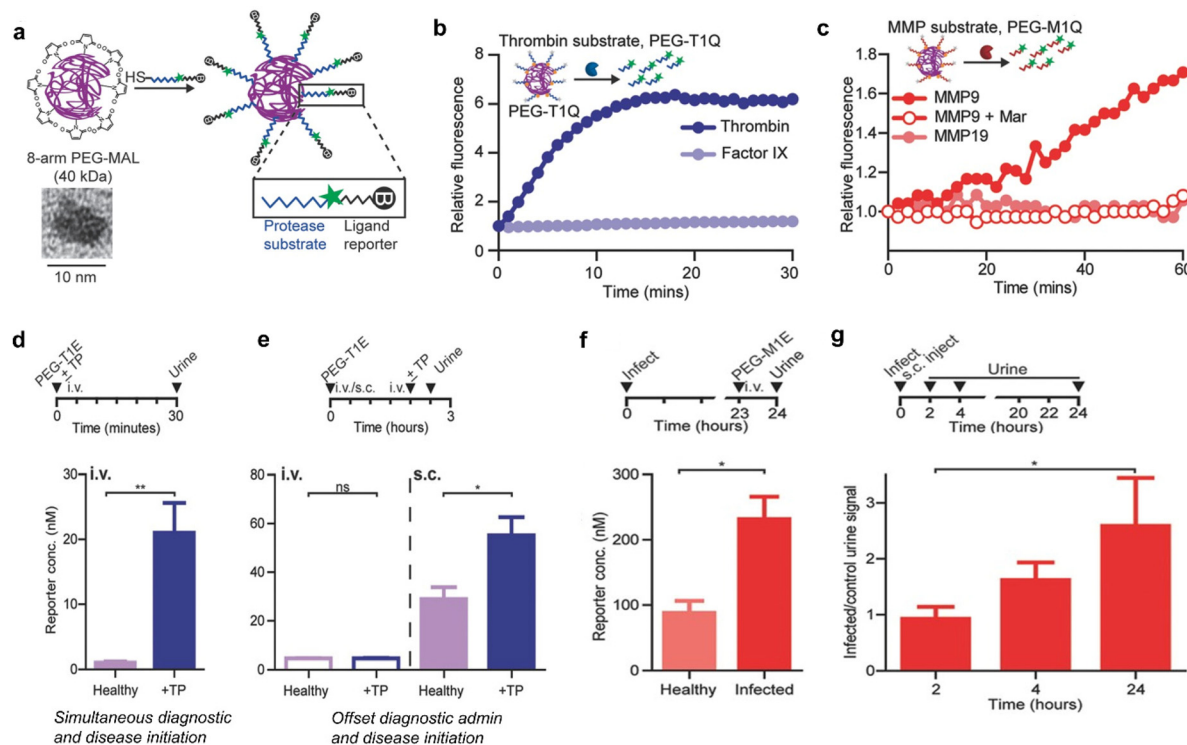 a
HS
B
8-arm PEG-MAL
(40 kDa)
10 nm
Protease
substrate
Ligand
reporter
b
Thrombin substrate, PEG-T1Q
PEG-T1Q
Relative fluorescence
8
6
4
2
0
Thrombin
Factor IX
0
10
20
30
Time (mins)
c
MMP substrate, PEG-M1Q
Relative fluorescence
1.8
1.6
1.4
1.2
1.0
0.8
MMP9
MMP9 + Mar
MMP19
0
20
40
60
Time (mins)
d
PEG-T1E
± TP
i.v.
Urine
0
30
Time (minutes)
i.v.
**
Reporter conc. (nM)
30
20
10
0
Healthy
+TP
Simultaneous diagnostic
and disease initiation
e
PEG-T1E
i.v./s.c.
i.v.
± TP
Urine
0
3
Time (hours)
i.v.
ns
s.c.
*
80
60
40
20
0
Healthy
+TP
Healthy
+TP
Offset diagnostic admin
and disease initiation
f
Infect
PEG-M1E
i.v.
Urine
0
23
24
Time (hours)
*
Reporter conc. (nM)
300
200
100
0
Healthy
Infected
g
Infect
s.c. inject
Urine
0
2
4
20
22
24
Time (hours)
*
Infected/control urine signal
3
2
1
0
2
4
24
Time (hours)